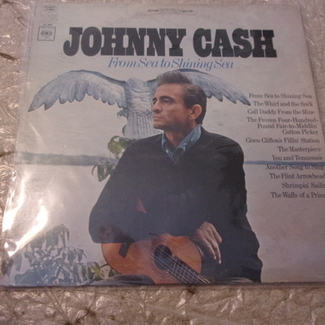 JOHNNY CASH
From Sea to Shining Sea
From Sea to Shining Sea
The Whirl and the Suck
Call Daddy From the Mine
The Frozen Four-Hundred-
Pound Fair-to-Middlin'
Cotton Picker
Cisco Clifton's Fillin' Station
The Masterpiece
You and Tennessee
Another Song to Sing
The Flint Arrowhead
Shrimpin' Sailin'
The Walls of a Prison